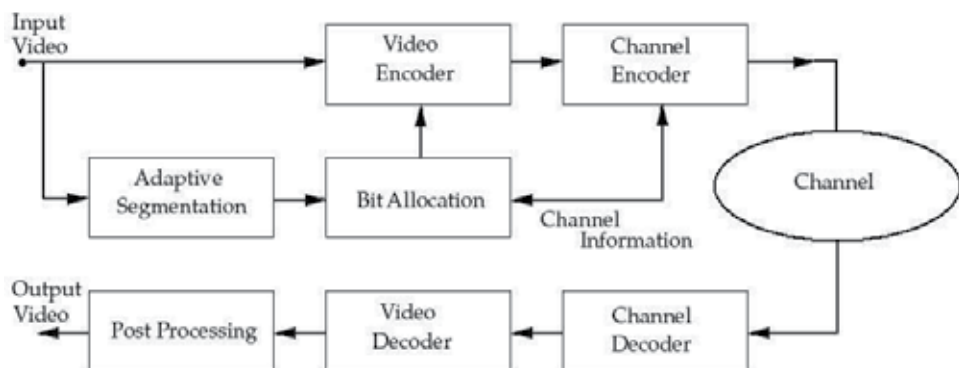 Input
Video
Video
Encoder
Channel
Encoder
Adaptive
Segmentation
Bit Allocation
Channel
Information
Channel
Output
Video
Post Processing
Video
Decoder
Channel
Decoder